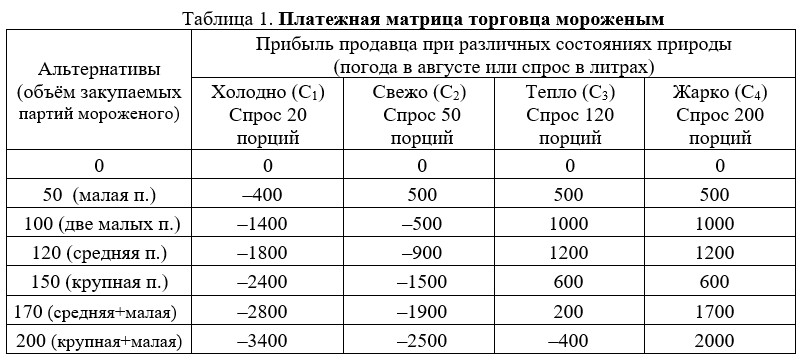 Таблица 1. Платежная матрица торговца мороженым
Альтернативы
(объём закупаемых
партий мороженого)
Прибыль продавца при различных состояниях природы
(погода в августе или спрос в литрах)
Холодно (С1)
Спрос 20
порций
Свежо (С2)
Спрос 50
порций
Тепло (С3)
Спрос 120
порций
Жарко (С4)
Спрос 200
порций
0 0 0 0 0
50 (малая п.) –400 500 500 500
100 (две малых п.) –1400 –500 1000 1000
120 (средняя п.) –1800 –900 1200 1200
150 (крупная п.) –2400 –1500 600 600
170 (средняя+малая) –2800 –1900 200 1700
200 (крупная+малая) –3400 –2500 –400 2000